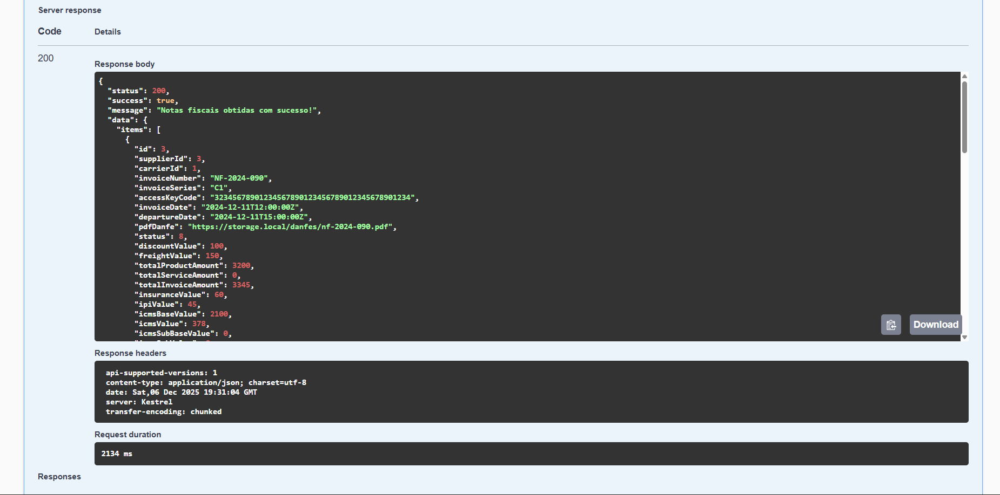 Server response
Code Details
200
Response body
{
  "status": 200,
  "success": true,
  "message": "Notas fiscais obtidas com sucesso!",
  "data": {
    "items": [
      {
        "id": 3,
        "supplierId": 3,
        "carrierId": 1,
        "invoiceNumber": "NF-2024-090",
        "invoiceSeries": "C1",
        "accessKeyCode": "32345678901234567890123456789012345678901234",
        "invoiceDate": "2024-12-11T12:00:00Z",
        "departureDate": "2024-12-11T15:00:00Z",
        "pdfDanfe": "https://storage.local/danfes/nf-2024-090.pdf",
        "status": 8,
        "discountValue": 100,
        "freightValue": 150,
        "totalProductAmount": 3200,
        "totalServiceAmount": 0,
        "totalInvoiceAmount": 3345,
        "insuranceValue": 60,
        "ipiValue": 45,
        "icmsBaseValue": 2100,
        "icmsValue": 378,
        "icmsSubBaseValue": 0,
Download
Response headers
api-supported-versions: 1
content-type: application/json; charset=utf-8
date: Sat,06 Dec 2025 19:31:04 GMT
server: Kestrel
transfer-encoding: chunked
Request duration
2134 ms
Responses